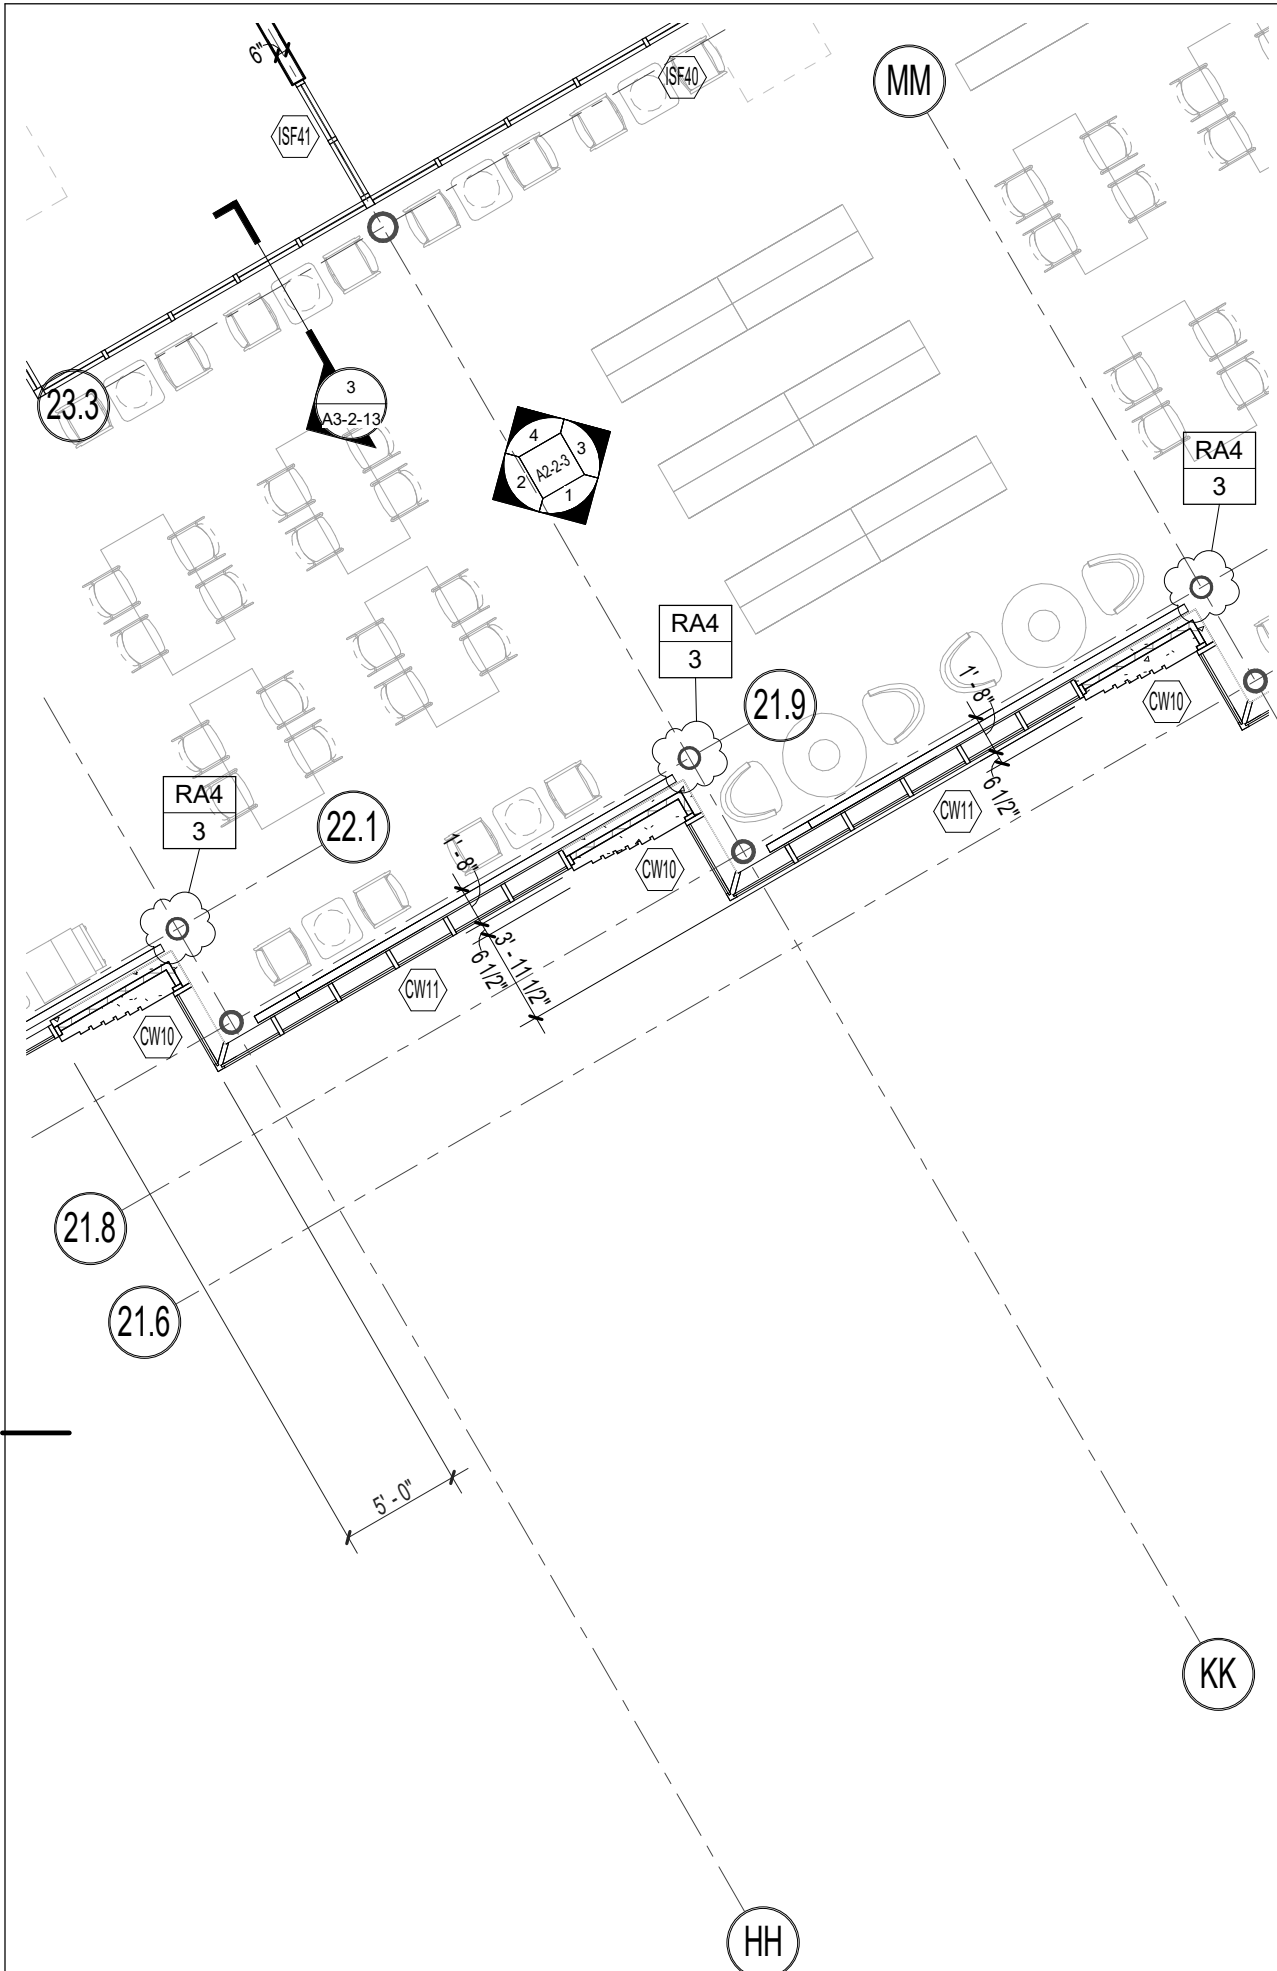 6"
ISF40
MM
ISF41
3
A3-2-13
23.3
4
3
A2-2-3
2
1
RA4
3
RA4
3
21.9
1' - 8"
CW10
6 1/2"
CW11
RA4
3
22.1
1' - 8"
CW10
3' - 11 1/2"
6 1/2"
CW11
CW10
21.8
21.6
5' - 0"
KK
HH